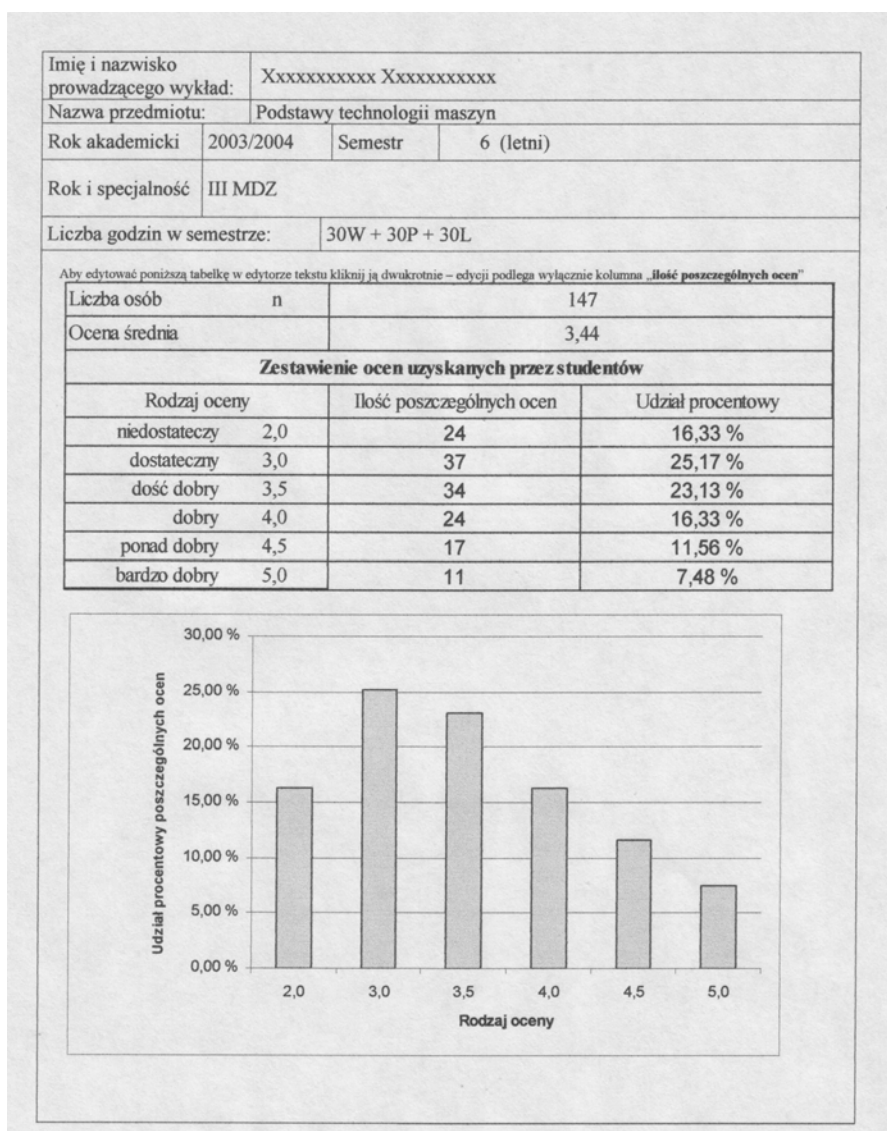 Imię i nazwisko
prowadzącego wykład:
Xxxxxxxxxxx Xxxxxxxxxxx
Nazwa przedmiotu: Podstawy technologii maszyn
Rok akademicki 2003/2004 Semestr 6 (letni)
Rok i specjalność III MDZ
Liczba godzin w semestrze: 30W + 30P + 30L
Aby edytować poniższą tabelkę w edytorze tekstu kliknij ją dwukrotnie – edycji podlega wyłącznie kolumna „ilość poszczególnych ocen"
Liczba osób n 147
Ocena średnia 3,44
Zestawienie ocen uzyskanych przez studentów
Rodzaj oceny Ilość poszczególnych ocen Udział procentowy
niedostateczy 2,0 24 16,33 %
dostateczny 3,0 37 25,17 %
dość dobry 3,5 34 23,13 %
dobry 4,0 24 16,33 %
ponad dobry 4,5 17 11,56 %
bardzo dobry 5,0 11 7,48 %
Udział procentowy poszczególnych ocen
30,00 %
25,00 %
20,00 %
15,00 %
10,00 %
5,00 %
0,00 %
2,0 3,0 3,5 4,0 4,5 5,0
Rodzaj oceny